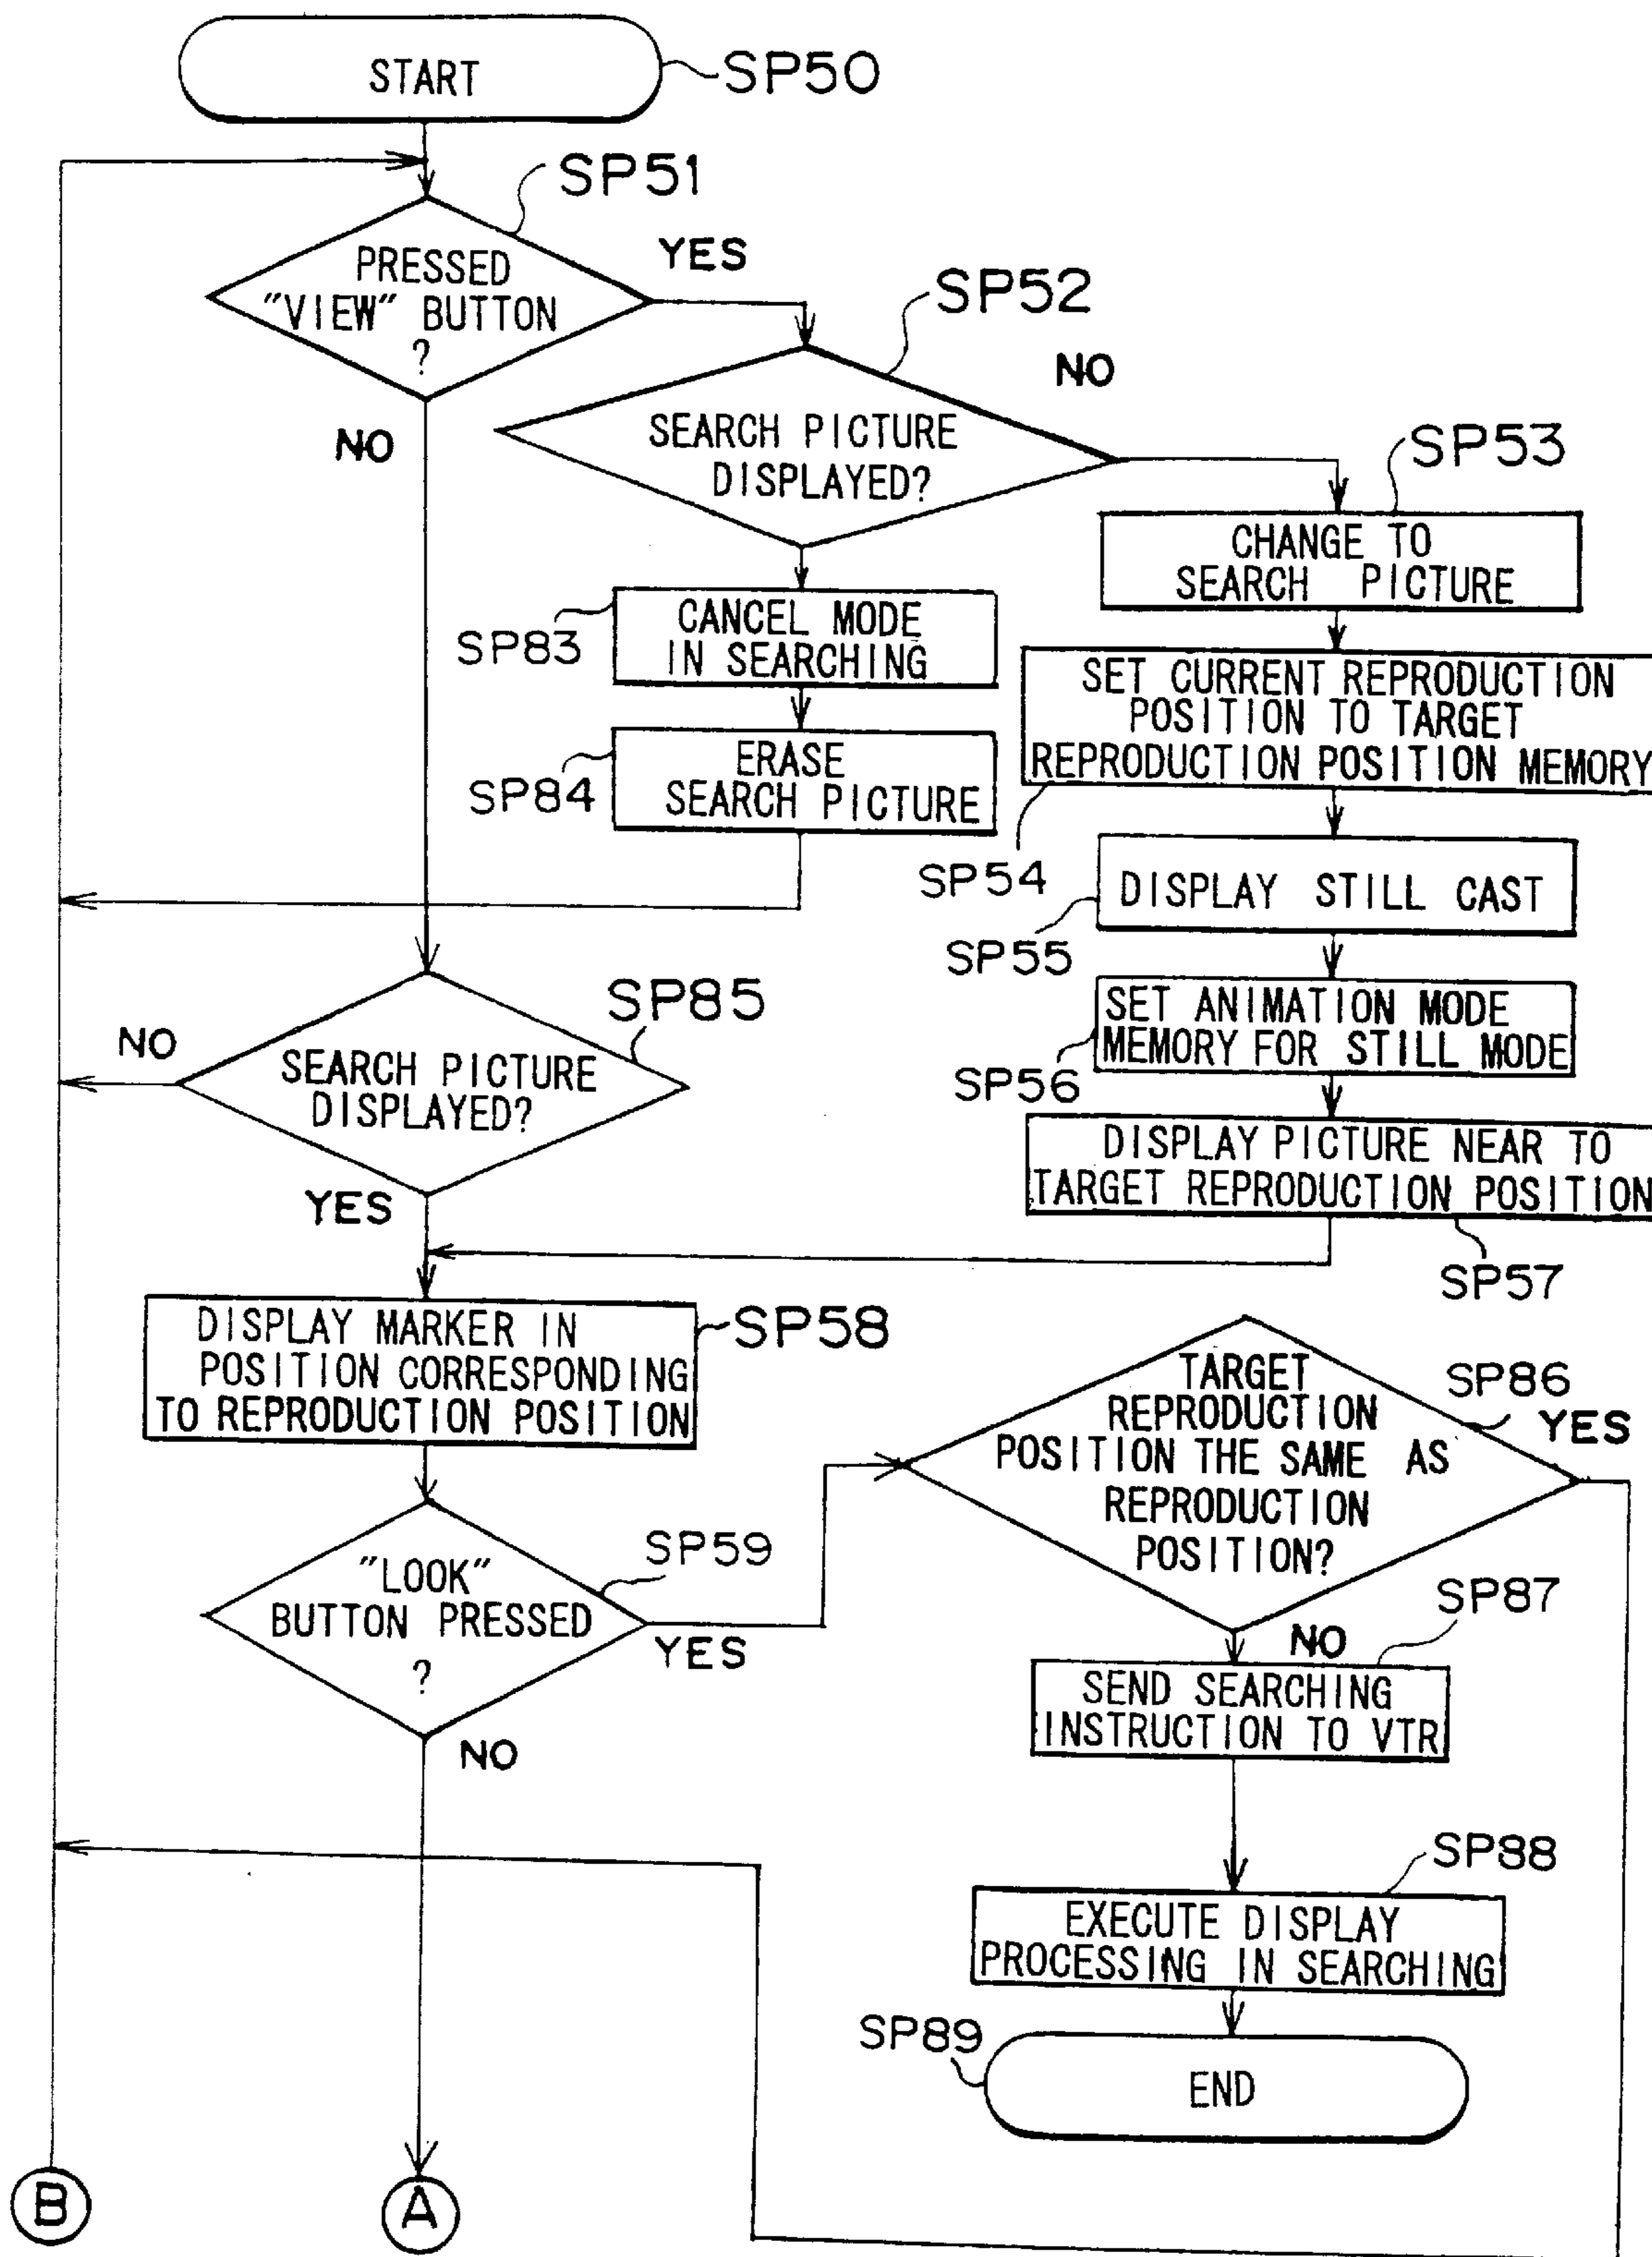 START
SP50
SP51
PRESSED
"VIEW" BUTTON
?
YES
NO
SP52
NO
SEARCH PICTURE
DISPLAYED?
SP53
CHANGE TO
SEARCH PICTURE
SP83
CANCEL MODE
IN SEARCHING
SET CURRENT REPRODUCTION
POSITION TO TARGET
REPRODUCTION POSITION MEMORY
SP84
ERASE
SEARCH PICTURE
SP54
DISPLAY STILL CAST
SP55
SP85
NO
SEARCH PICTURE
DISPLAYED?
YES
SET ANIMATION MODE
MEMORY FOR STILL MODE
SP56
DISPLAY PICTURE NEAR TO
TARGET REPRODUCTION POSITION
SP57
DISPLAY MARKER IN
POSITION CORRESPONDING
TO REPRODUCTION POSITION
SP58
TARGET
REPRODUCTION
POSITION THE SAME AS
REPRODUCTION
POSITION?
SP86
YES
"LOOK"
BUTTON PRESSED
?
SP59
YES
NO
NO
SP87
SEND SEARCHING
INSTRUCTION TO VTR
SP88
EXECUTE DISPLAY
PROCESSING IN SEARCHING
SP89
END
B
A